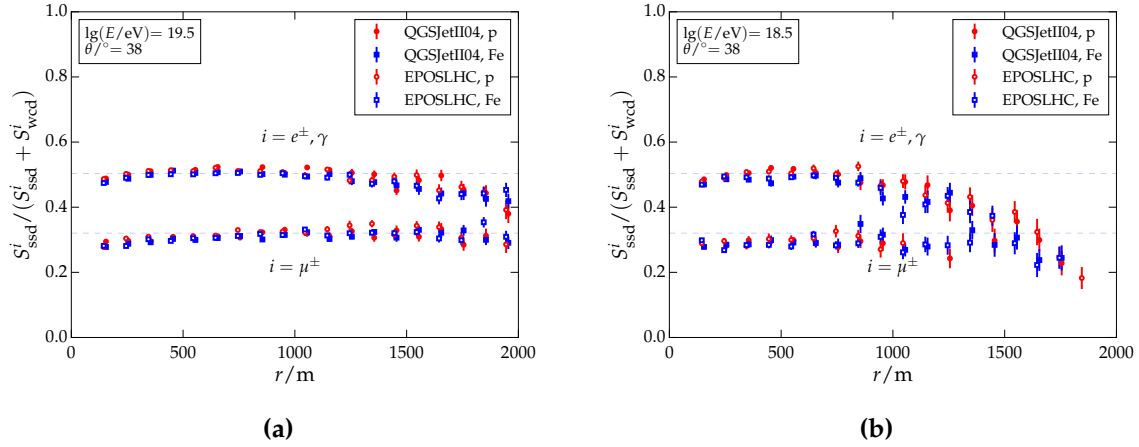 lg(E/eV)= 19.5
θ/°= 38
QGSJetII04, p
QGSJetII04, Fe
EPOSLHC, p
EPOSLHC, Fe
i = e±, γ
i = μ±
S^i_ssd/(S^i_ssd + S^i_wcd)
1.0
0.8
0.6
0.4
0.2
0.0
0 500 1000 1500 2000
r/m
(a)
lg(E/eV)= 18.5
θ/°= 38
QGSJetII04, p
QGSJetII04, Fe
EPOSLHC, p
EPOSLHC, Fe
i = e±, γ
i = μ±
S^i_ssd/(S^i_ssd + S^i_wcd)
1.0
0.8
0.6
0.4
0.2
0.0
0 500 1000 1500 2000
r/m
(b)